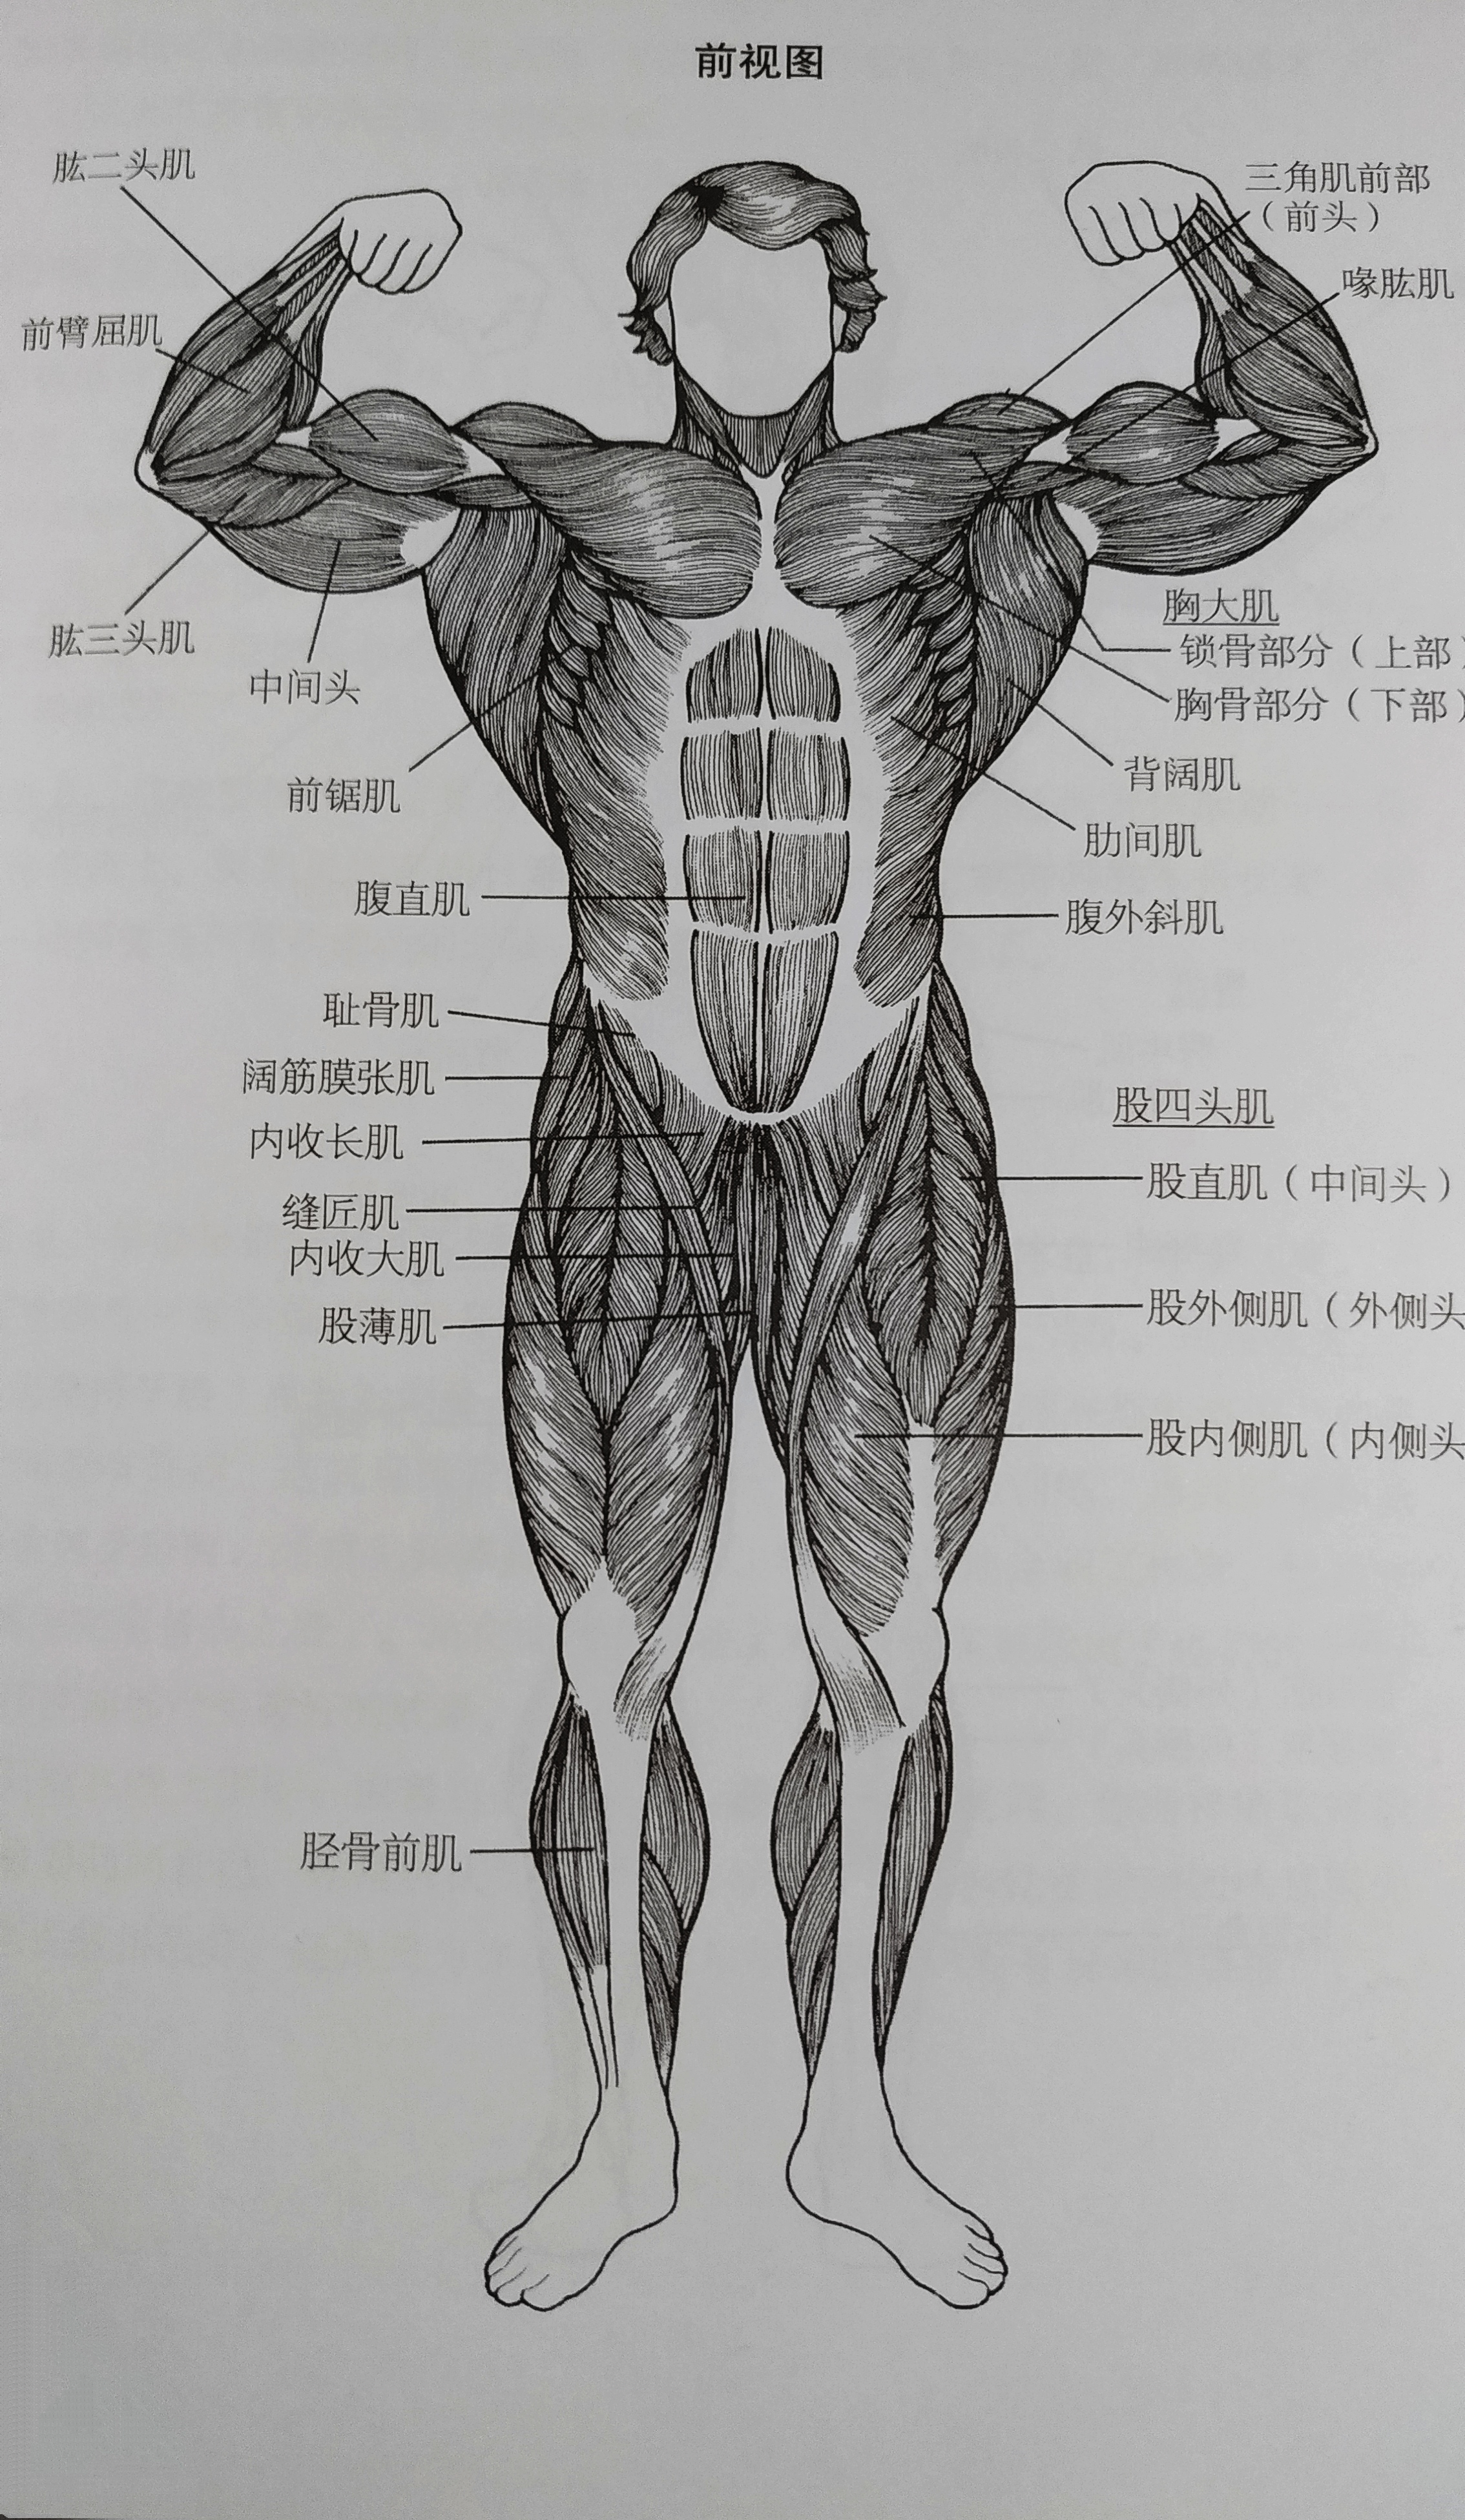 前视图
肱二头肌
前臂屈肌
肱三头肌
中间头
前锯肌
腹直肌
耻骨肌
阔筋膜张肌
内收长肌
缝匠肌
内收大肌
股薄肌
胫骨前肌
三角肌前部
（前头）
喙肱肌
胸大肌
锁骨部分（上部）
胸骨部分（下部）
背阔肌
肋间肌
腹外斜肌
股四头肌
股直肌（中间头）
股外侧肌（外侧头
股内侧肌（内侧头